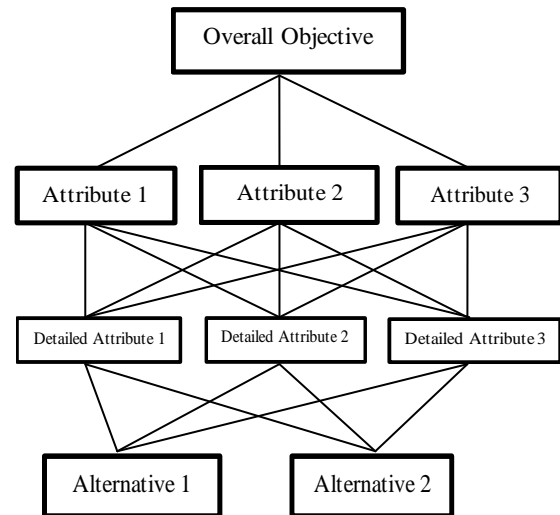 Overall Objective
Attribute 1
Attribute 2
Attribute 3
Detailed Attribute 1
Detailed Attribute 2
Detailed Attribute 3
Alternative 1
Alternative 2